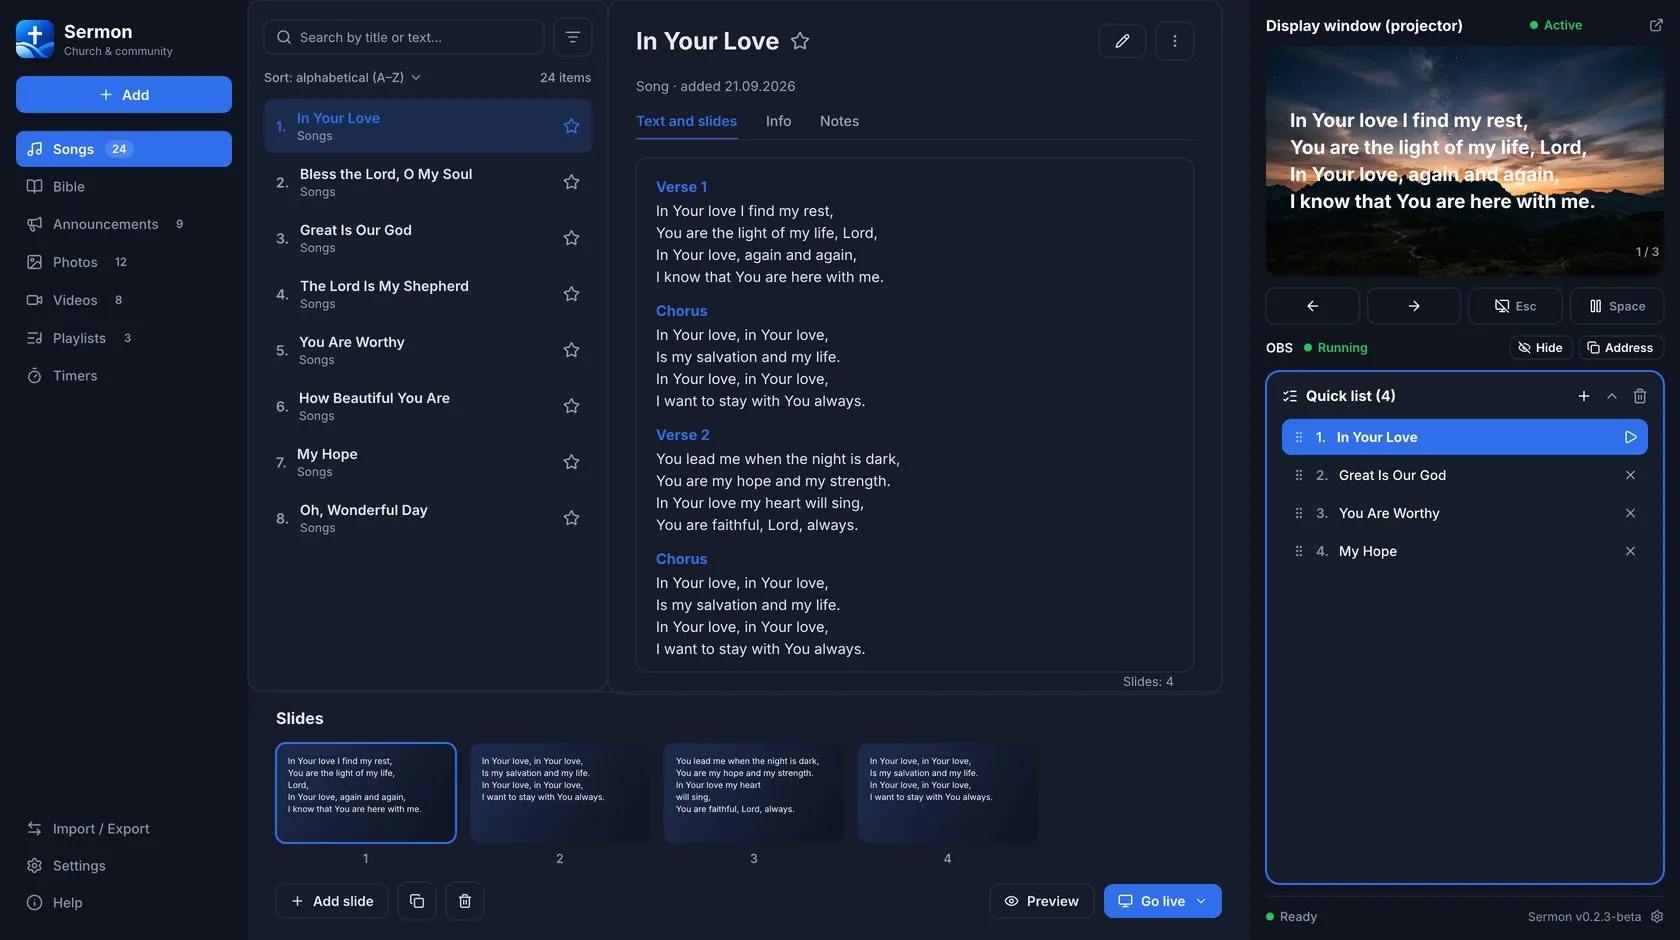 Sermon
Church & community
+ Add
Songs 24
Bible
Announcements 9
Photos 12
Videos 8
Playlists 3
Timers
Import / Export
Settings
Help
Search by title or text...
Sort: alphabetical (A–Z)
24 items
1. In Your Love
Songs
2. Bless the Lord, O My Soul
Songs
3. Great Is Our God
Songs
4. The Lord Is My Shepherd
Songs
5. You Are Worthy
Songs
6. How Beautiful You Are
Songs
7. My Hope
Songs
8. Oh, Wonderful Day
Songs
In Your Love
Song · added 21.09.2026
Text and slides
Info
Notes
Verse 1
In Your love I find my rest,
You are the light of my life, Lord,
In Your love, again and again,
I know that You are here with me.
Chorus
In Your love, in Your love,
Is my salvation and my life.
In Your love, in Your love,
I want to stay with You always.
Verse 2
You lead me when the night is dark,
You are my hope and my strength.
In Your love my heart will sing,
You are faithful, Lord, always.
Chorus
In Your love, in Your love,
Is my salvation and my life.
In Your love, in Your love,
I want to stay with You always.
Slides: 4
Slides
In Your love I find my rest,
You are the light of my life,
Lord,
In Your love, again and again,
I know that You are here with me.
1
In Your love, in Your love,
Is my salvation and my life.
In Your love, in Your love,
I want to stay with You always.
2
You lead me when the night is dark,
You are my hope and my strength.
In Your love my heart
will sing,
You are faithful, Lord, always.
3
In Your love, in Your love,
Is my salvation and my life.
In Your love, in Your love,
I want to stay with You always.
4
+ Add slide
Preview
Go live
Display window (projector)
Active
In Your love I find my rest,
You are the light of my life, Lord,
In Your love, again and again,
I know that You are here with me.
1 / 3
Esc
Space
OBS
Running
Hide
Address
Quick list (4)
1. In Your Love
2. Great Is Our God
3. You Are Worthy
4. My Hope
Ready
Sermon v0.2.3-beta